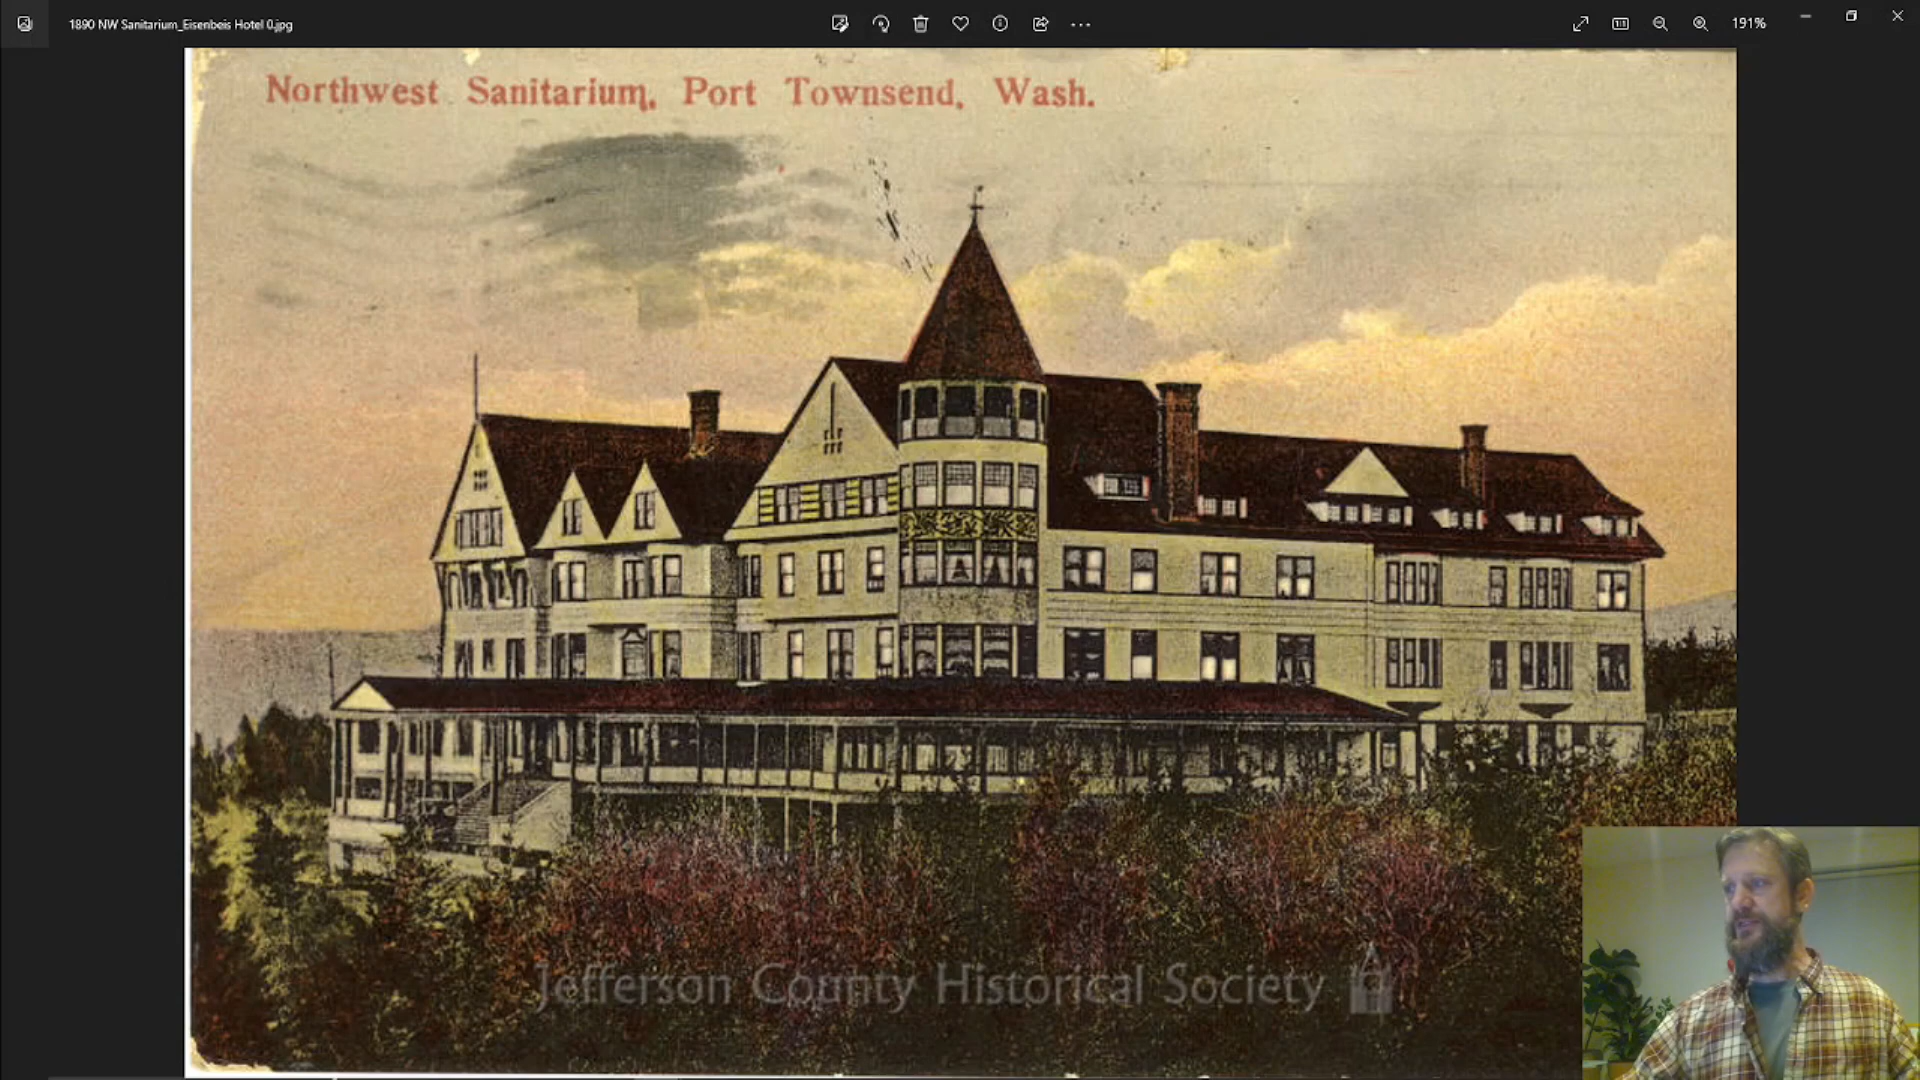 1890 NW Sanitarium_Eisenbeis Hotel 0.jpg
191%
Northwest Sanitarium, Port Townsend, Wash.
Jefferson County Historical Society